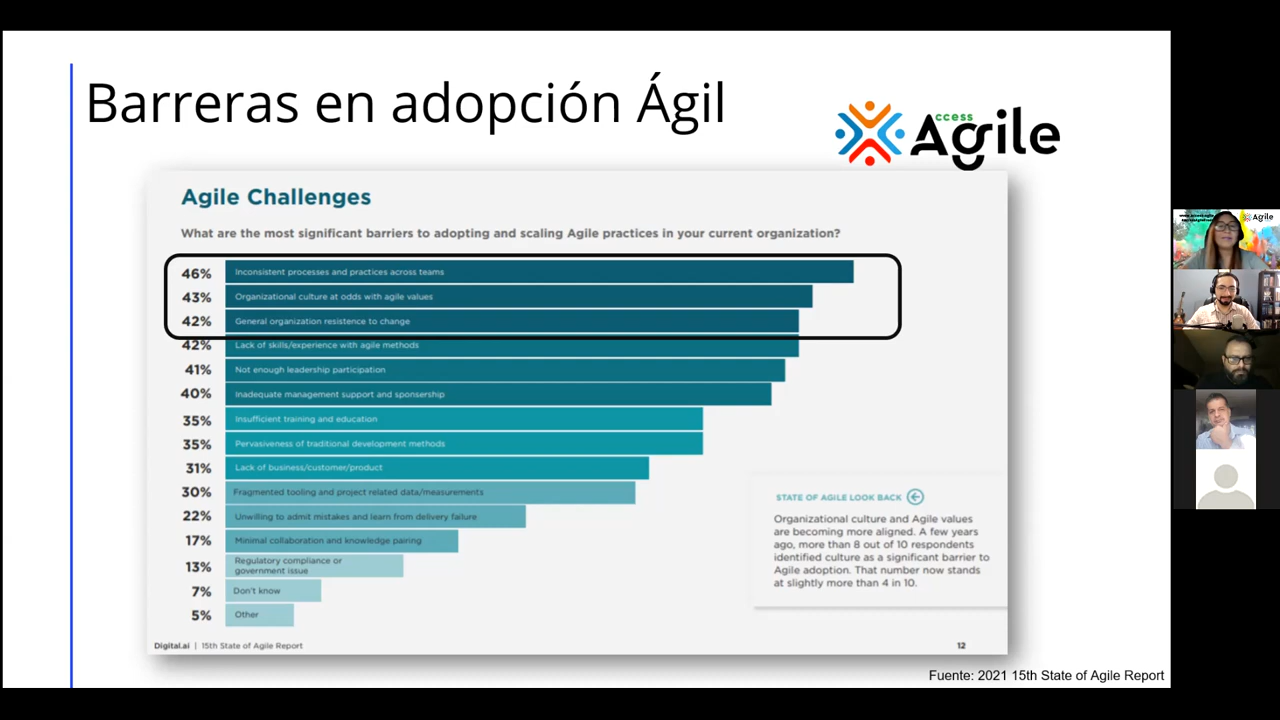 Barreras en adopción Ágil
ccess
Agile
Agile Challenges
What are the most significant barriers to adopting and scaling Agile practices in your current organization?
46% Inconsistent processes and practices across teams
43% Organizational culture at odds with agile values
42% General organization resistence to change
42% Lack of skills/experience with agile methods
41% Not enough leadership participation
40% Inadequate management support and sponsership
35% Insufficient training and education
35% Pervasiveness of traditional development methods
31% Lack of business/customer/product
30% Fragmented tooling and project related data/measurements
22% Unwilling to admit mistakes and learn from delivery failure
17% Minimal collaboration and knowledge pairing
13% Regulatory compliance or
government issue
7% Don't know
5% Other
STATE OF AGILE LOOK BACK
Organizational culture and Agile values
are becoming more aligned. A few years
ago, more than 8 out of 10 respondents
identified culture as a significant barrier to
Agile adoption. That number now stands
at slightly more than 4 in 10.
Digital.ai | 15th State of Agile Report
12
Fuente: 2021 15th State of Agile Report
Agile